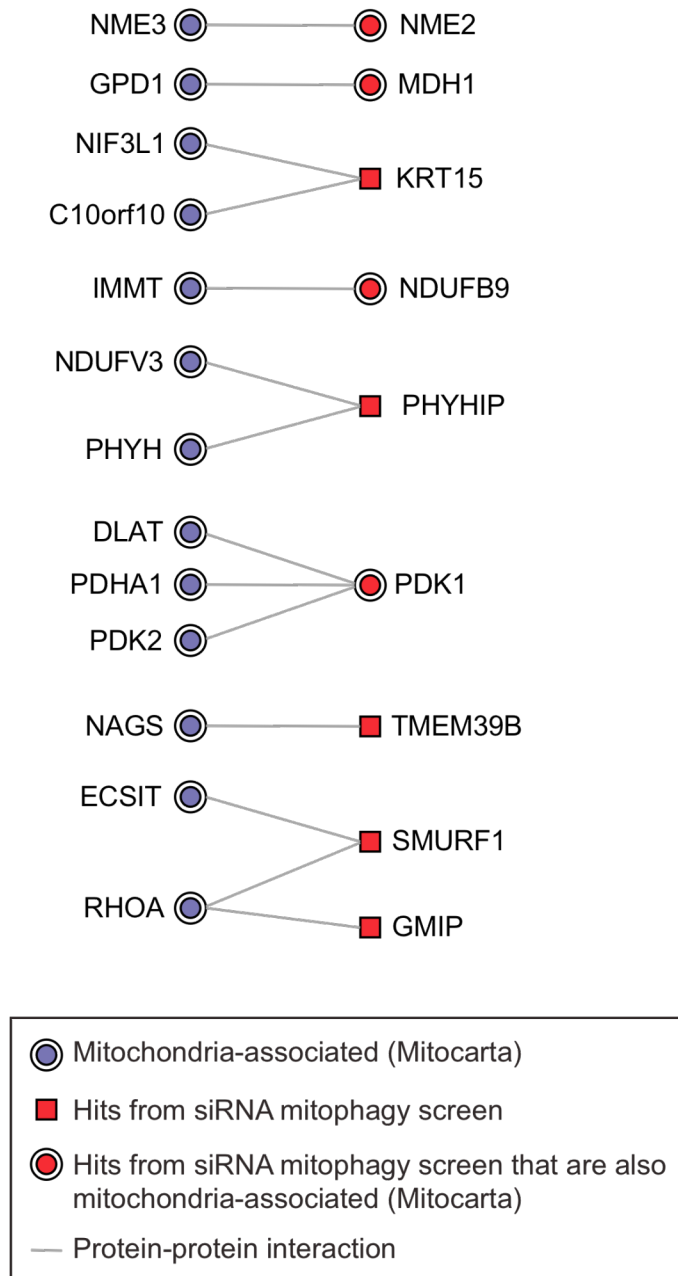 NME3 NME2
GPD1 MDH1
NIF3L1
KRT15
C10orf10
IMMT NDUFB9
NDUFV3
PHYHIP
PHYH
DLAT
PDHA1 PDK1
PDK2
NAGS TMEM39B
ECSIT
SMURF1
RHOA
GMIP
Mitochondria-associated (Mitocarta)
Hits from siRNA mitophagy screen
Hits from siRNA mitophagy screen that are also
mitochondria-associated (Mitocarta)
Protein-protein interaction